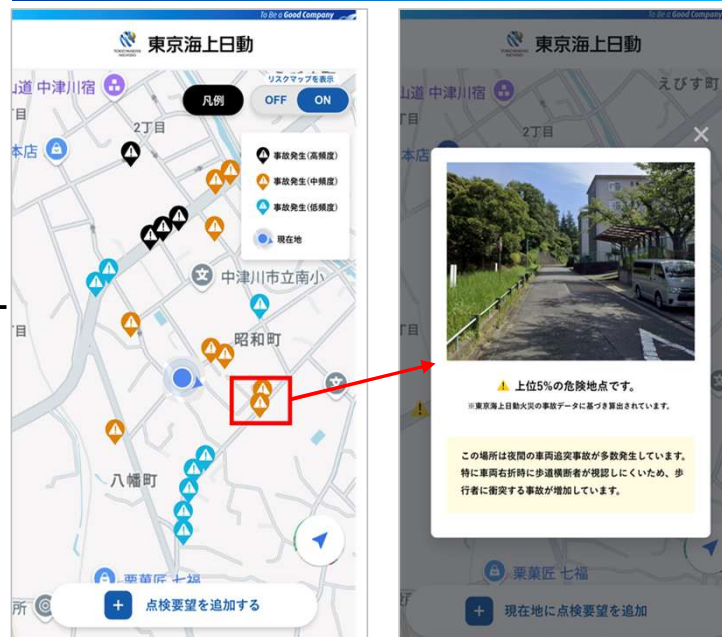 To Be a Good Company
東京海上日動
山道 中津川宿
2丁目
丁目
本店
凡例
リスクマップを表示
OFF ON
事故発生(高頻度)
事故発生(中頻度)
事故発生(低頻度)
現在地
中津川市立南小
昭和町
八幡町
栗菓匠 七福
所
点検要望を追加する
To Be a Good Company
東京海上日動
山道 中津川宿
えびす町
2丁目
本店
上位5%の危険地点です。
※東京海上日動火災の事故データに基づき算出されています。
この場所は夜間の車両追突事故が多数発生しています。
特に車両右折時に歩道横断者が視認しにくいため、歩
行者に衝突する事故が増加しています。
栗菓匠 七福
現在地に点検要望を追加